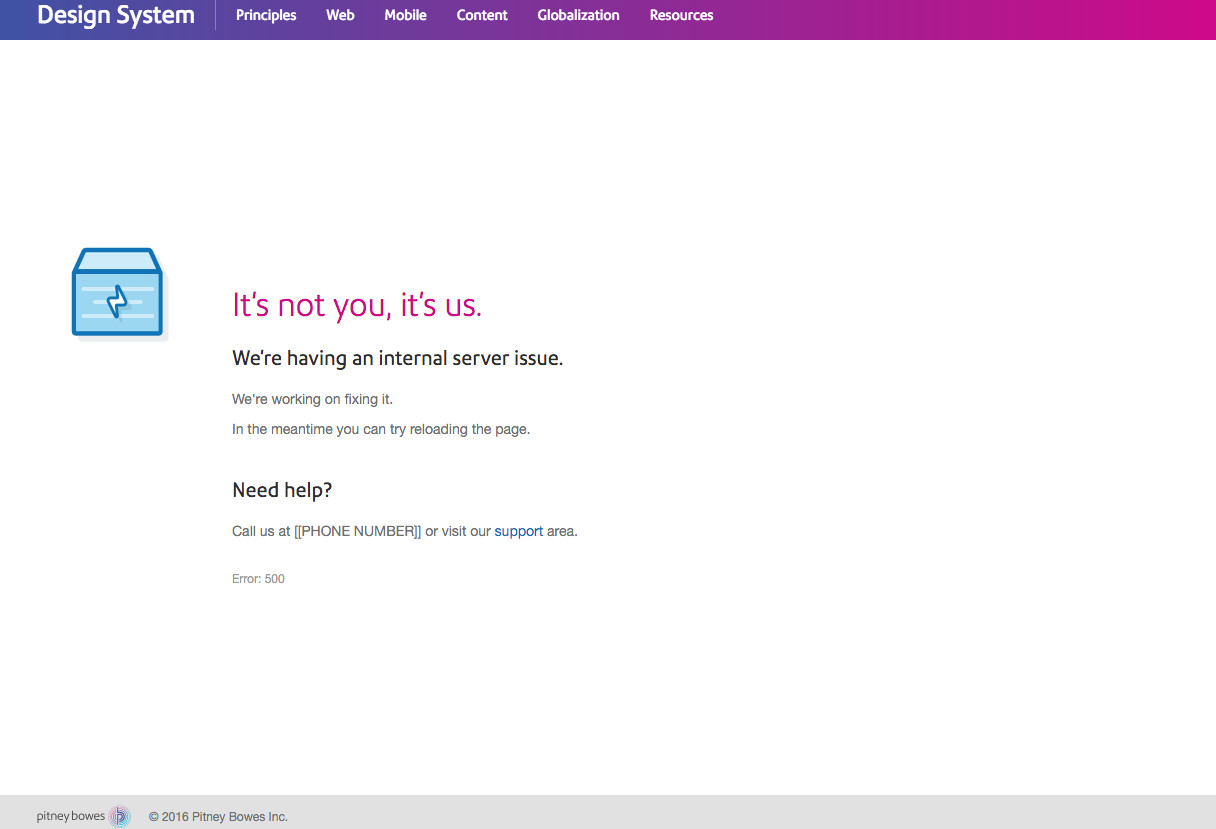 Design System
Principles Web Mobile Content Globalization Resources
It's not you, it's us.
We're having an internal server issue.
We're working on fixing it.
In the meantime you can try reloading the page.
Need help?
Call us at [[PHONE NUMBER]] or visit our support area.
Error: 500
pitney bowes © 2016 Pitney Bowes Inc.